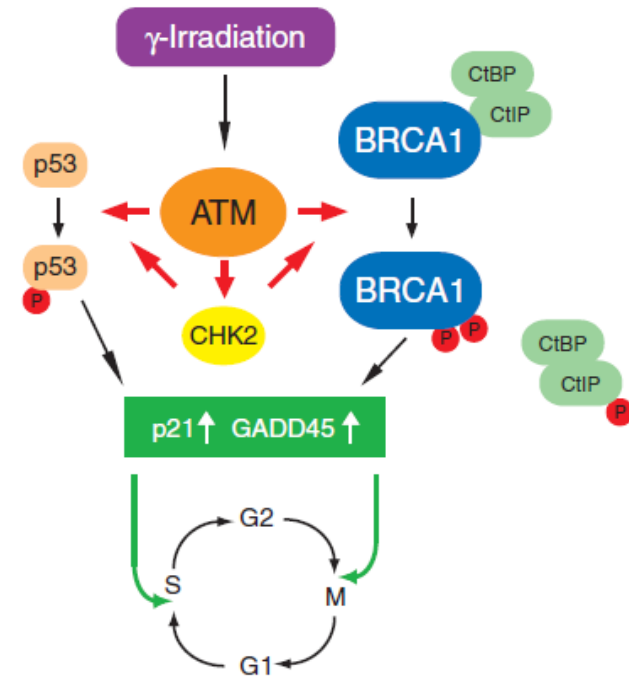 γ-Irradiation
CtBP
CtIP
BRCA1
p53
ATM
p53
P
BRCA1
P P
CHK2
CtBP
CtIP
P
p21 GADD45
G2
S
M
G1